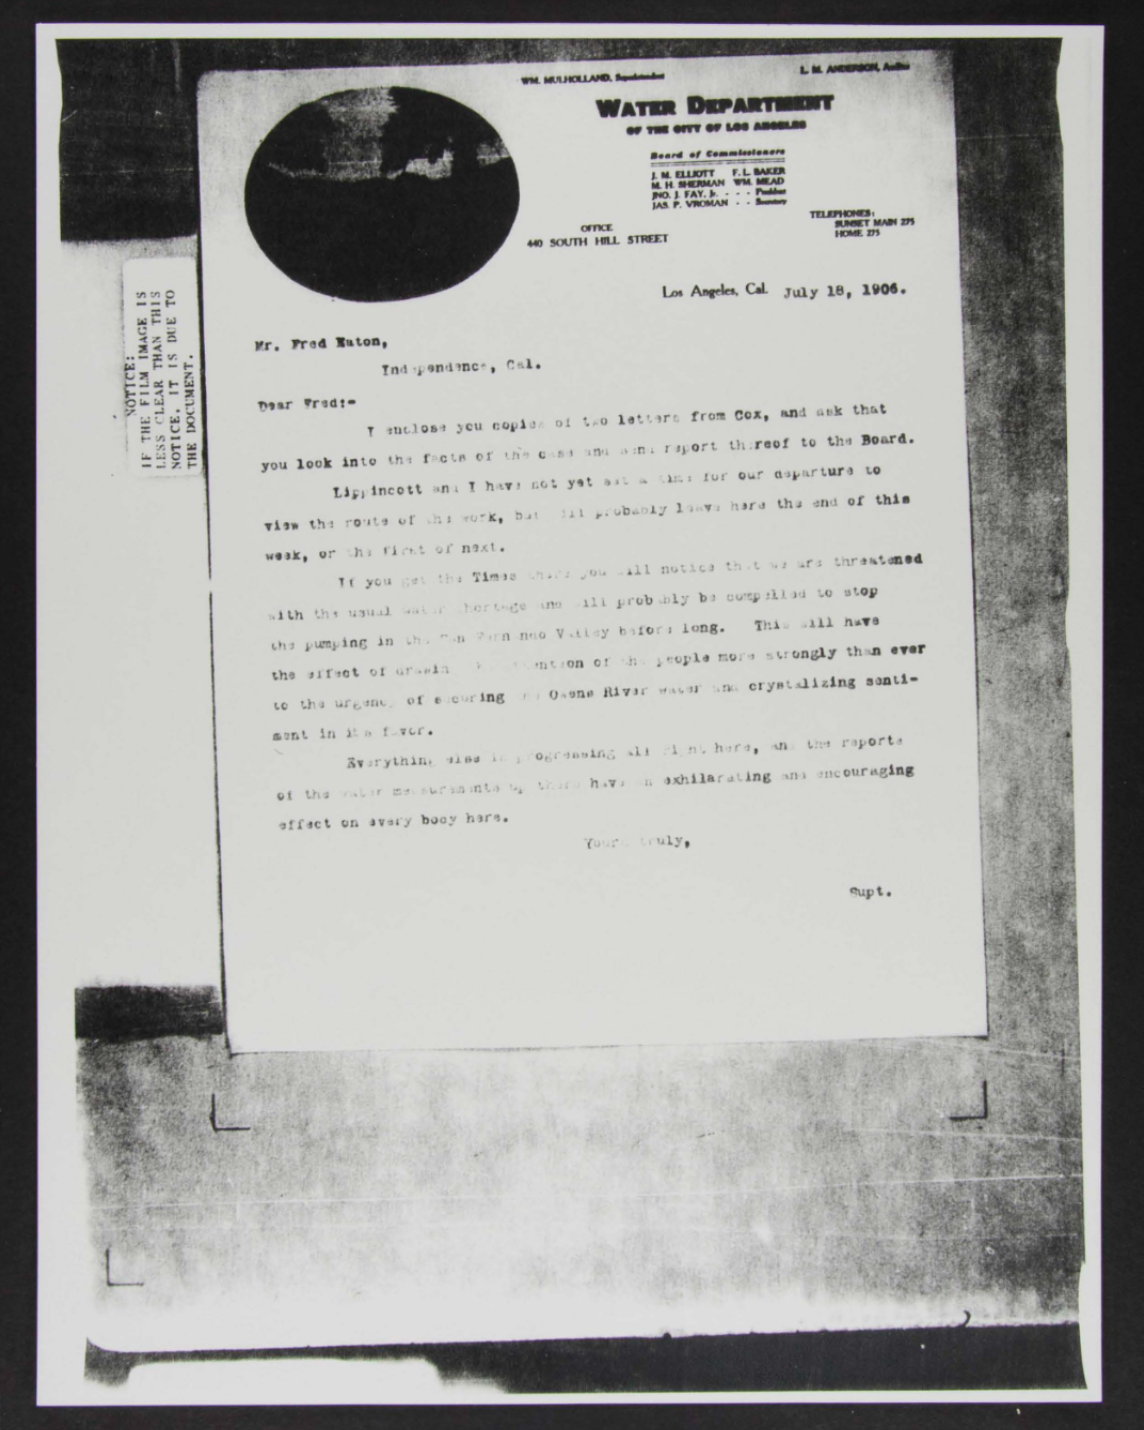 WM. MULHOLLAND, Superintendent
L. M. ANDERSON, Auditor
WATER DEPARTMENT
OF THE CITY OF LOS ANGELES
Board of Commissioners
J. M. ELLIOTT F. L. BAKER
M. H. SHERMAN WM. MEAD
JNO. J. FAY, Jr. - - - President
JAS. P. VROMAN - - Secretary
OFFICE
440 SOUTH HILL STREET
TELEPHONES:
SUNSET MAIN 275
HOME 275
Los Angeles, Cal. July 18, 1906.
NOTICE:
IF THE FILM IMAGE IS
LESS CLEAR THAN THIS
NOTICE, IT IS DUE TO
THE DOCUMENT.
Mr. Fred Eaton,
Independence, Cal.
Dear Fred:-
I enclose you copies of two letters from Cox, and ask that
you look into the facts of the case and send report thereof to the Board.
Lippincott and I have not yet set a time for our departure to
view the route of the work, but will probably leave here the end of this
week, or the first of next.
If you get the Times there you will notice that we are threatened
with the usual water shortage and will probably be compelled to stop
the pumping in the San Fernando Valley before long. This will have
the effect of the attention of the people more strongly than ever
to the urgency of securing the Owens River water and crystalizing senti-
ment in its favor.
Everything else is progressing all right here, and the reports
of the water measurements up there have an exhilarating and encouraging
effect on every body here.
Yours truly,
Supt.